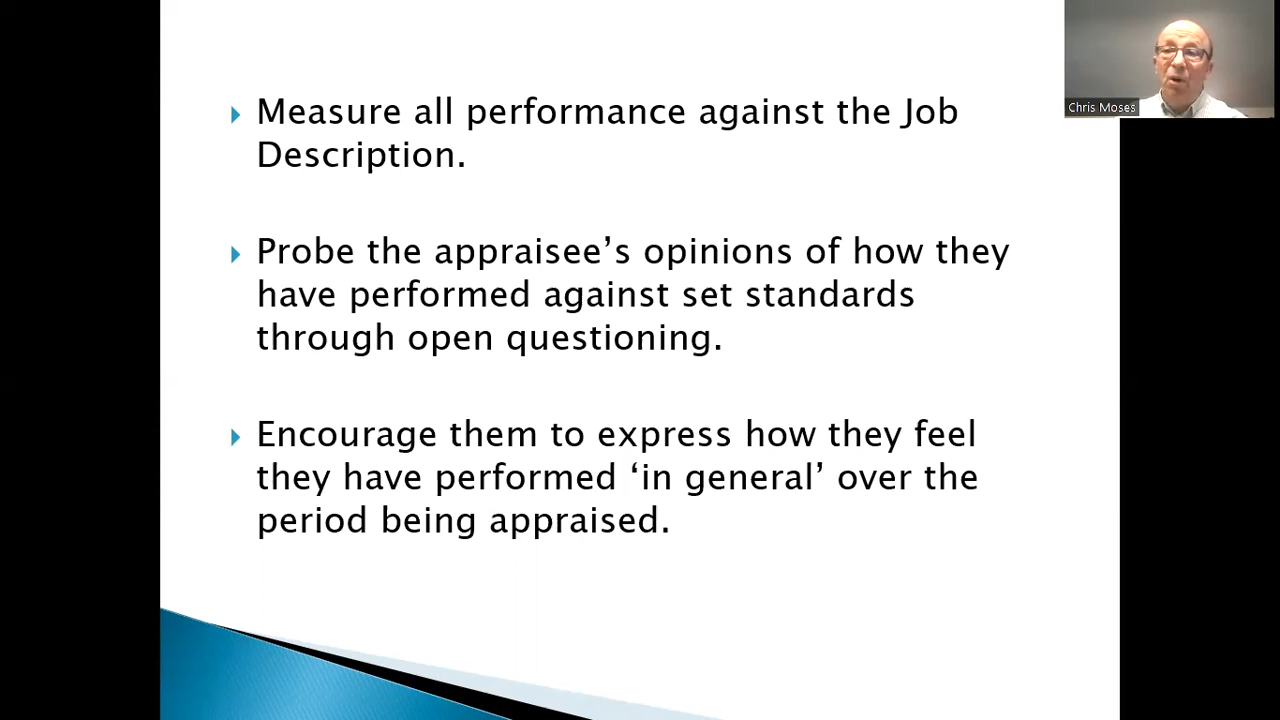 Measure all performance against the Job
Description.
Probe the appraisee’s opinions of how they
have performed against set standards
through open questioning.
Encourage them to express how they feel
they have performed ‘in general’ over the
period being appraised.
Chris Moses